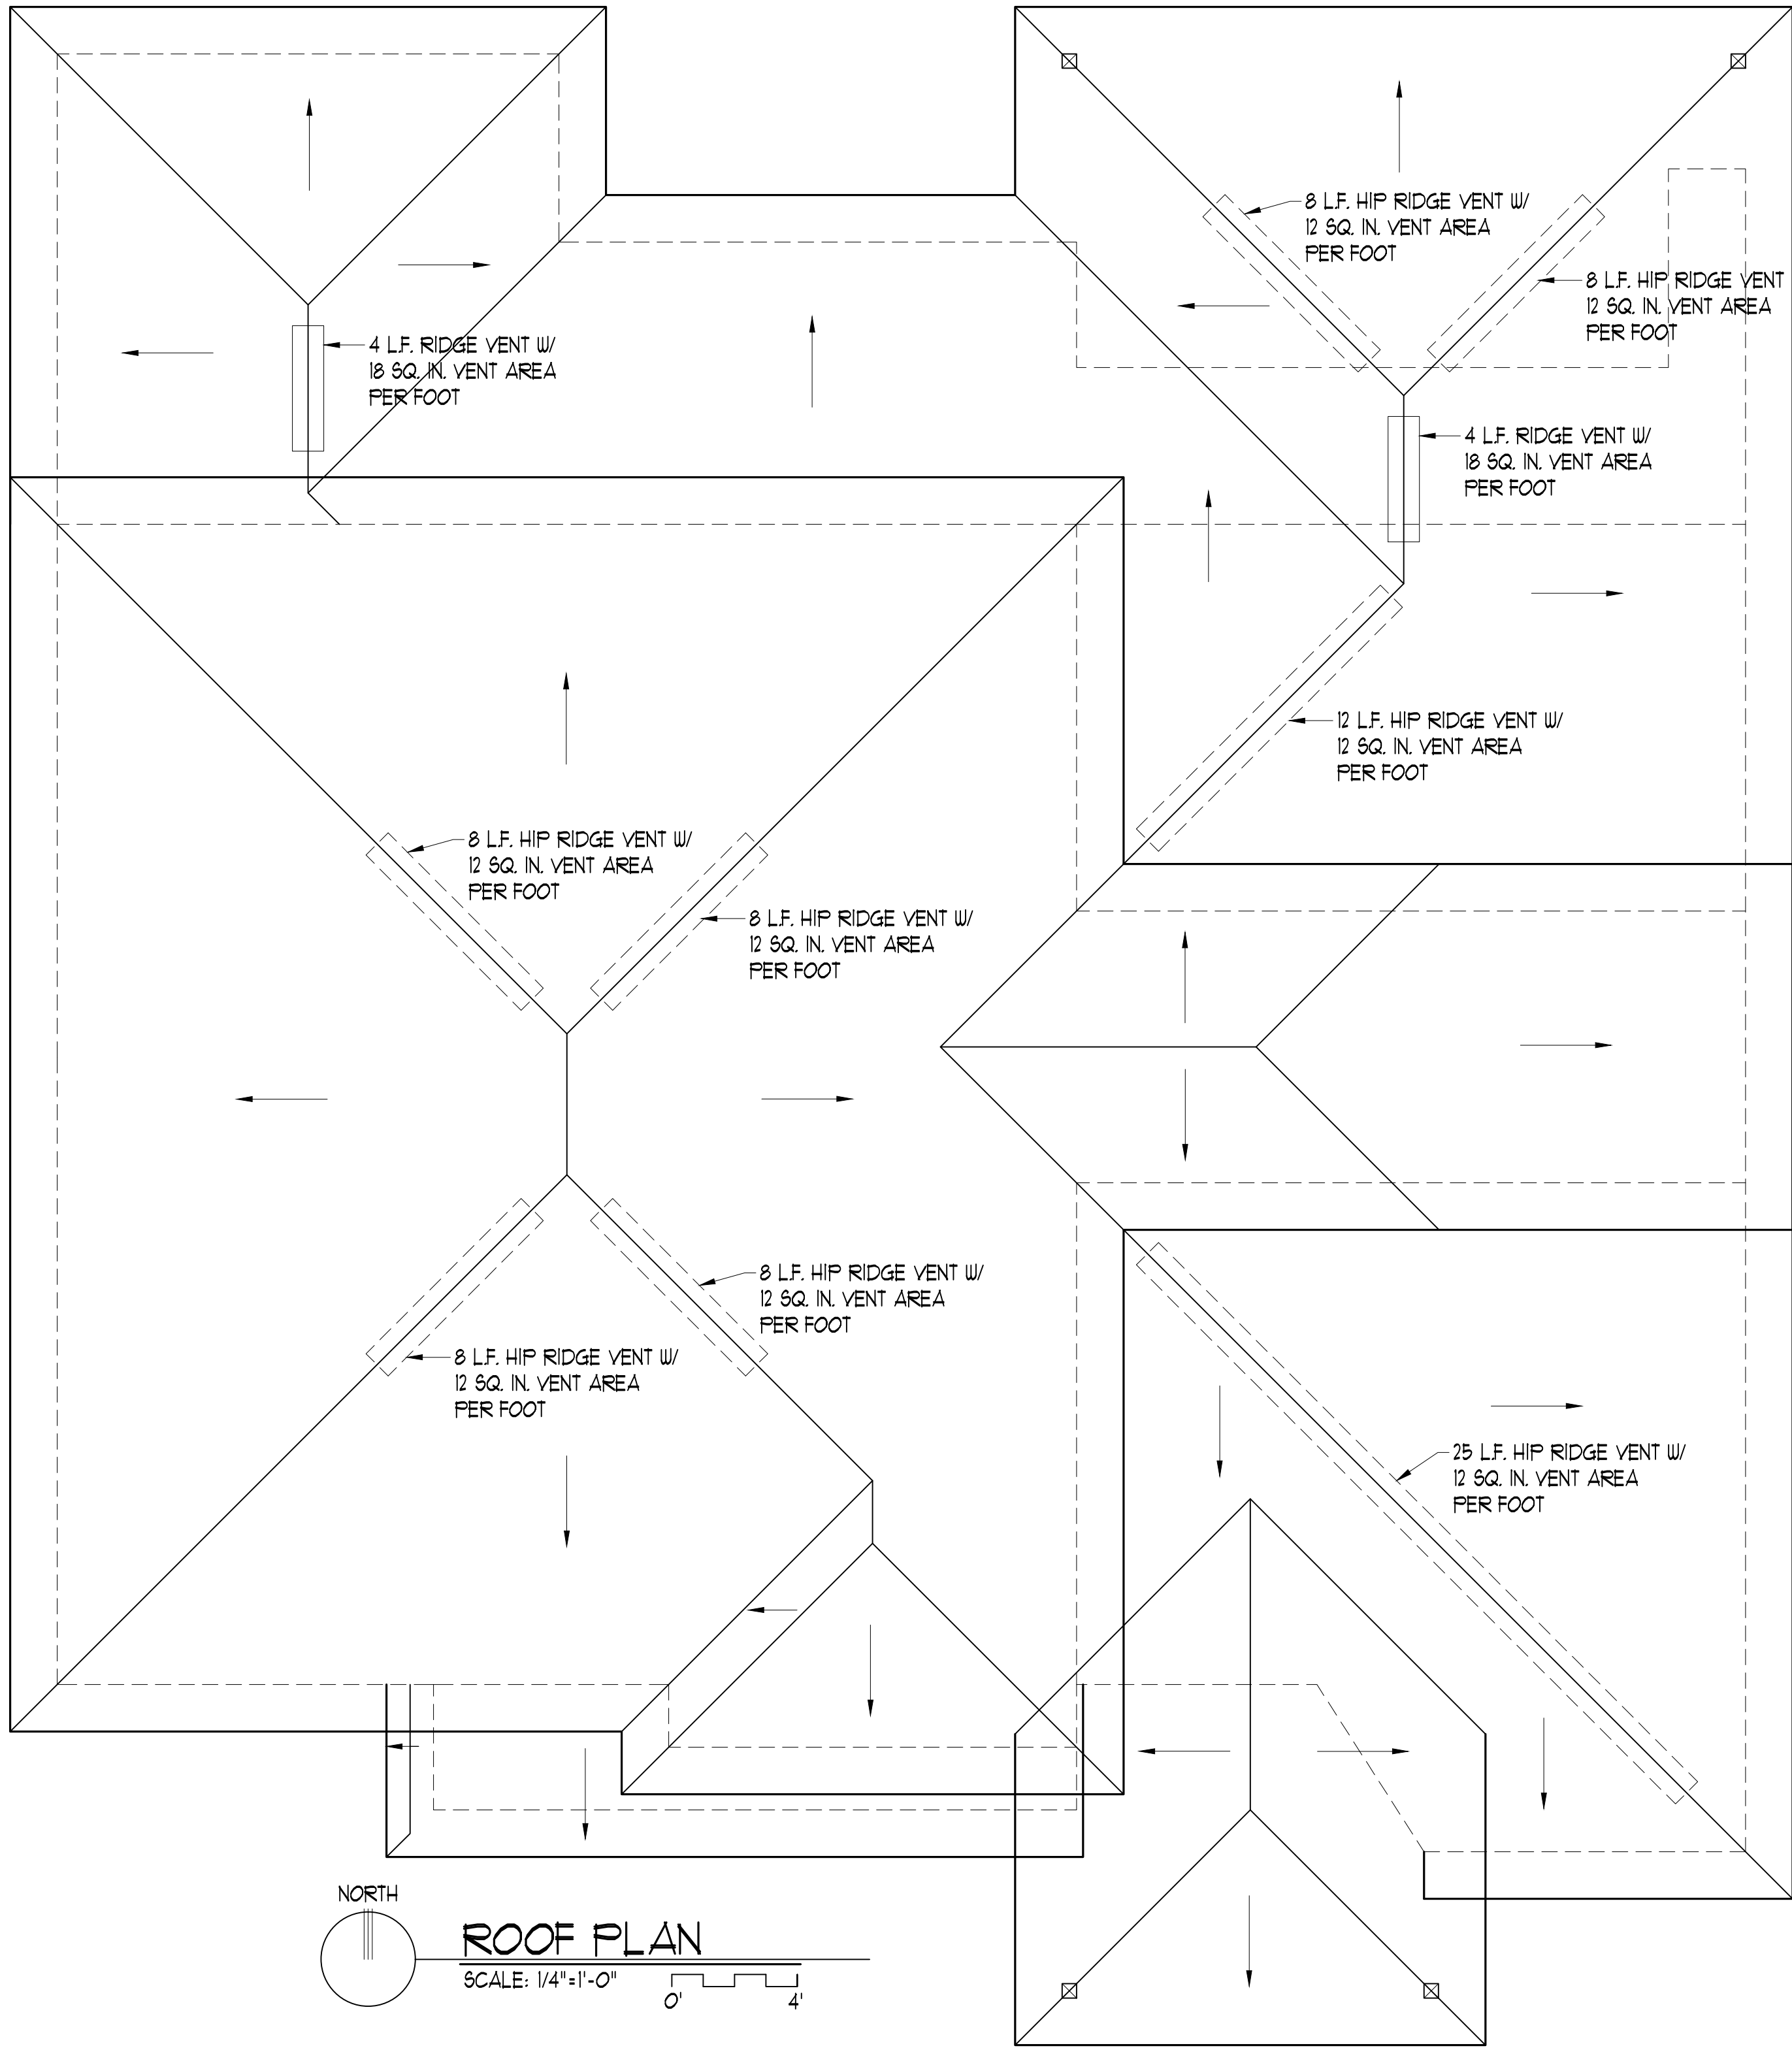 8 L.F. HIP RIDGE VENT W/
12 SQ. IN. VENT AREA
PER FOOT
8 L.F. HIP RIDGE VENT
12 SQ. IN. VENT AREA
PER FOOT
4 L.F. RIDGE VENT W/
18 SQ. IN. VENT AREA
PER FOOT
4 L.F. RIDGE VENT W/
18 SQ. IN. VENT AREA
PER FOOT
12 L.F. HIP RIDGE VENT W/
12 SQ. IN. VENT AREA
PER FOOT
8 L.F. HIP RIDGE VENT W/
12 SQ. IN. VENT AREA
PER FOOT
8 L.F. HIP RIDGE VENT W/
12 SQ. IN. VENT AREA
PER FOOT
8 L.F. HIP RIDGE VENT W/
12 SQ. IN. VENT AREA
PER FOOT
8 L.F. HIP RIDGE VENT W/
12 SQ. IN. VENT AREA
PER FOOT
25 L.F. HIP RIDGE VENT W/
12 SQ. IN. VENT AREA
PER FOOT
NORTH
ROOF PLAN
SCALE: 1/4"=1'-0"
0' 4'